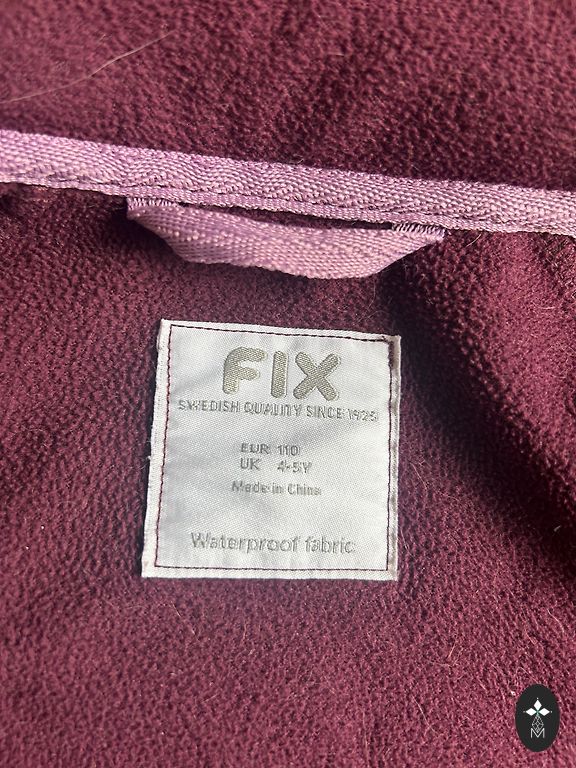 FIX
SWEDISH QUALITY SINCE 1925
EUR 110
UK 4-5Y
Made in China
Waterproof fabric
M